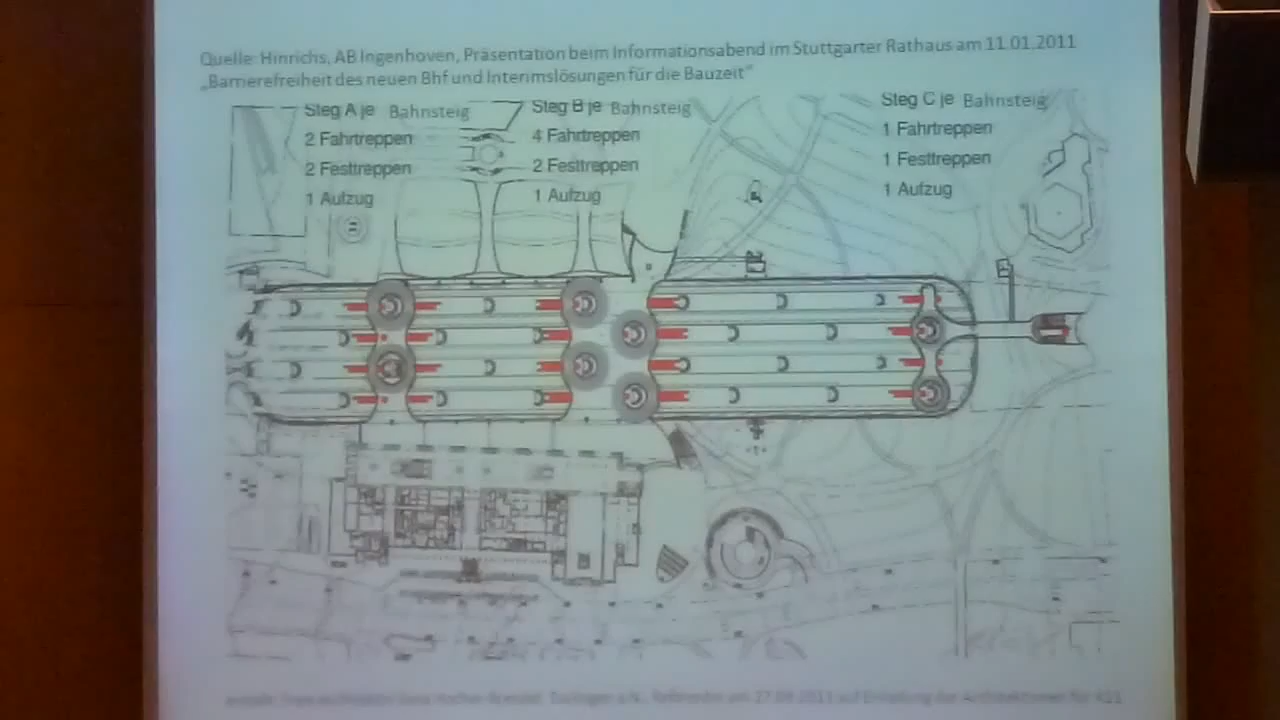 Quelle: Hinrichs, AB Ingenhoven, Präsentation beim Informationsabend im Stuttgarter Rathaus am 11.01.2011
„Barrierefreiheit des neuen Bhf und Interimslösungen für die Bauzeit"
Steg A je Bahnsteig
2 Fahrtreppen
2 Festtreppen
1 Aufzug
Steg B je Bahnsteig
4 Fahrtreppen
2 Festtreppen
1 Aufzug
Steg C je Bahnsteig
1 Fahrtreppen
1 Festtreppen
1 Aufzug